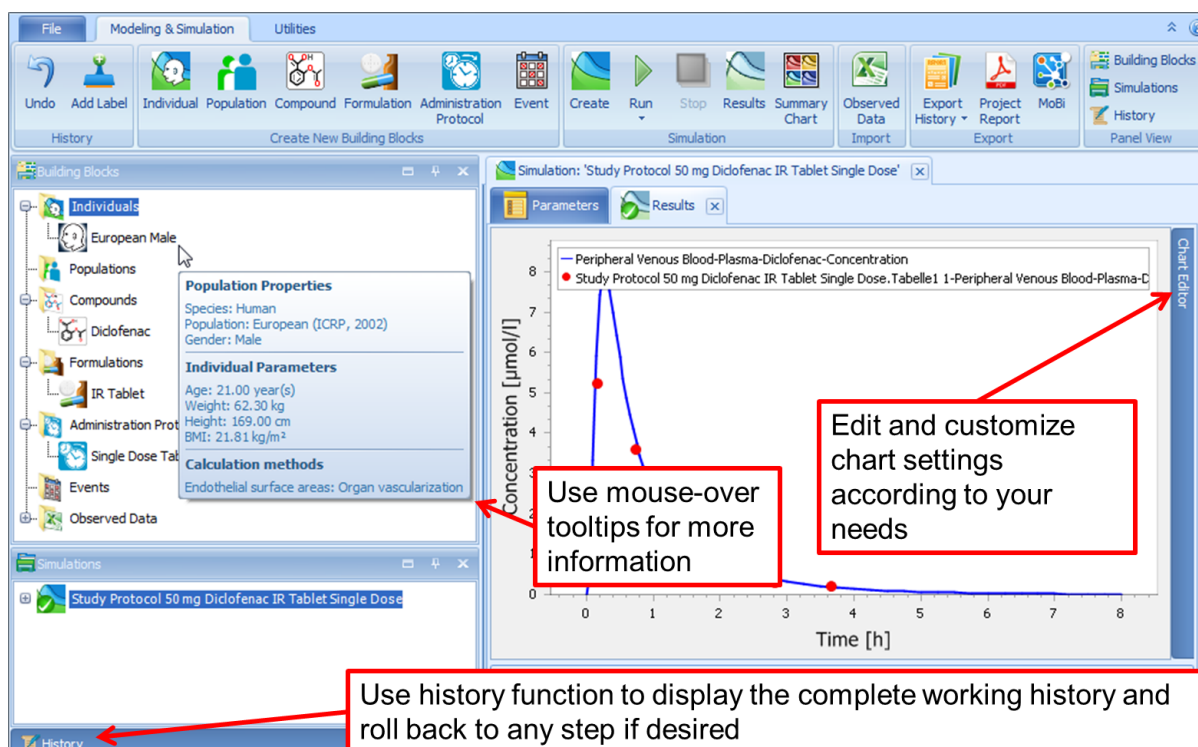 File Modeling & Simulation Utilities
Undo Add Label Individual Population Compound Formulation Administration Protocol Event Create Run Stop Results Summary Chart Observed Data Export History Project Report MoBi
Building Blocks
Simulations
History
History Create New Building Blocks Simulation Import Export Panel View
Building Blocks
Individuals
European Male
Populations
Compounds
Diclofenac
Formulations
IR Tablet
Administration Prot
Single Dose Tab
Events
Observed Data
Population Properties
Species: Human
Population: European (ICRP, 2002)
Gender: Male
Individual Parameters
Age: 21.00 year(s)
Weight: 62.30 kg
Height: 169.00 cm
BMI: 21.81 kg/m²
Calculation methods
Endothelial surface areas: Organ vascularization
Simulations
Study Protocol 50 mg Diclofenac IR Tablet Single Dose
History
Simulation: 'Study Protocol 50 mg Diclofenac IR Tablet Single Dose'
Parameters Results
Chart Editor
Peripheral Venous Blood-Plasma-Diclofenac-Concentration
Study Protocol 50 mg Diclofenac IR Tablet Single Dose.Tabelle1 1-Peripheral Venous Blood-Plasma-D
Concentration [µmol/l]
8
7
6
5
4
0
0 1 2 3 4 5 6 7 8
Time [h]
Use mouse-over
tooltips for more
information
Edit and customize
chart settings
according to your
needs
Use history function to display the complete working history and
roll back to any step if desired